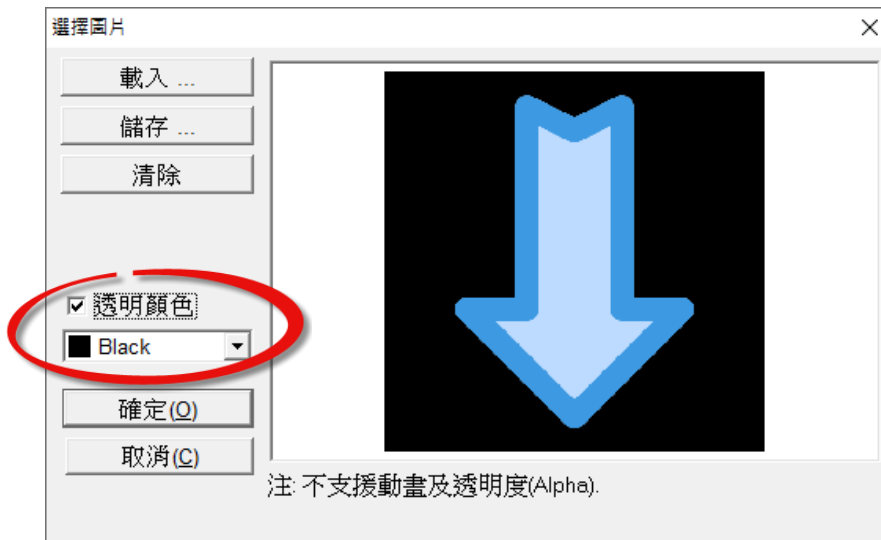 選擇圖片
載入 ...
儲存 ...
清除
透明顏色
Black
確定(O)
取消(C)
注: 不支援動畫及透明度(Alpha).